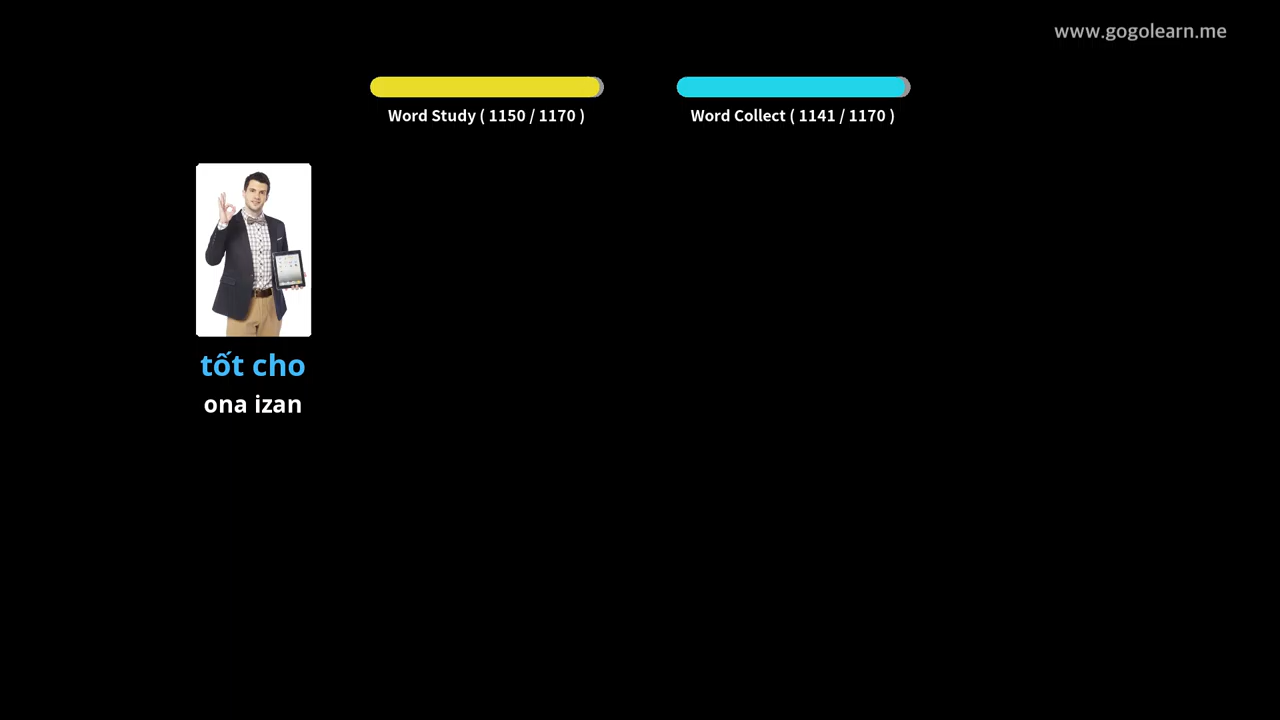 www.gogolearn.me
Word Study ( 1150 / 1170 )
Word Collect ( 1141 / 1170 )
tốt cho
ona izan